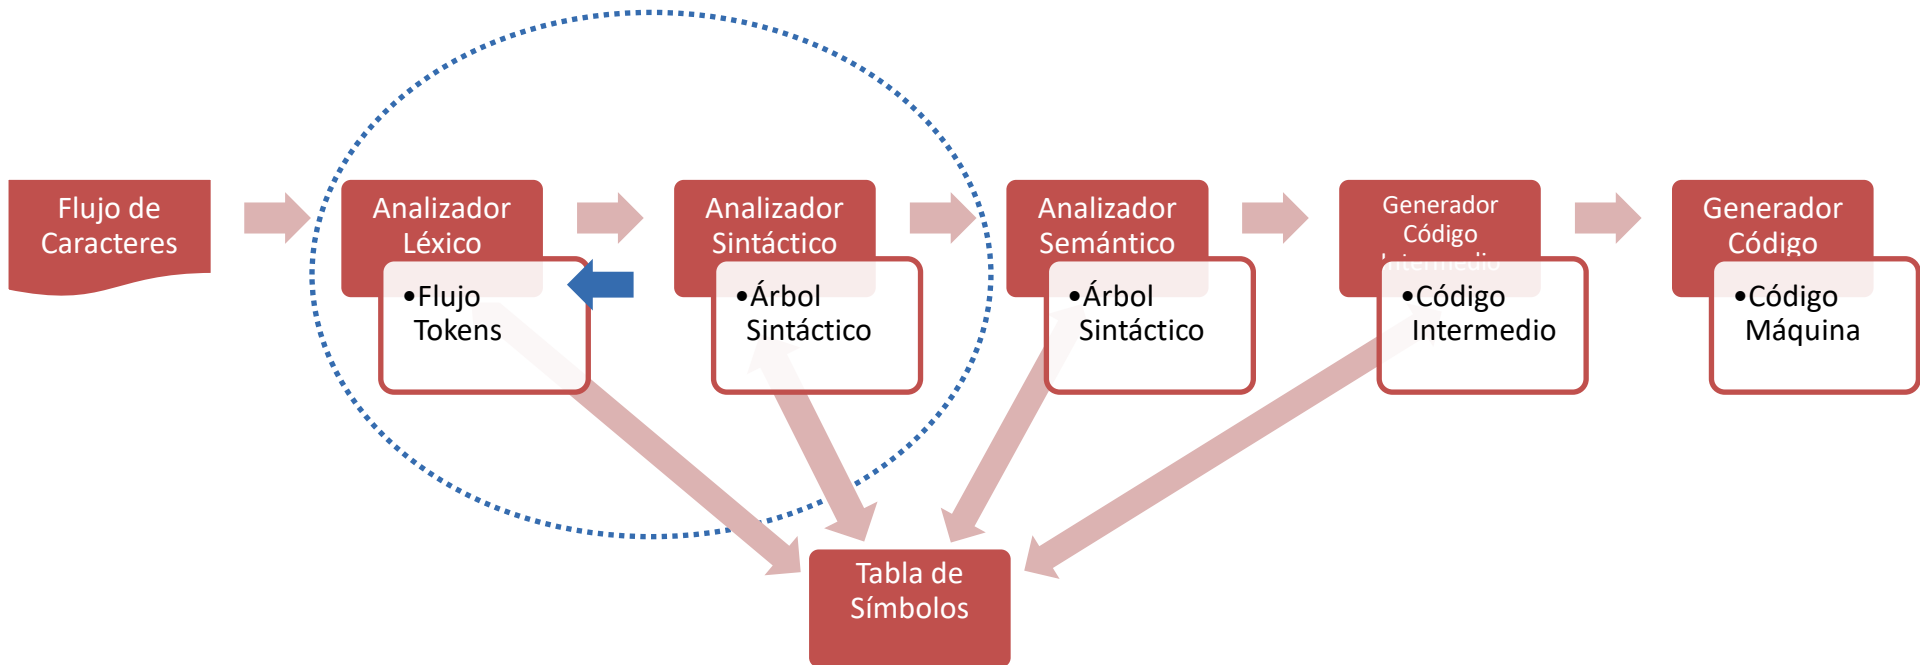 Flujo de
Caracteres
Analizador
Léxico
•Flujo
Tokens
Analizador
Sintáctico
•Árbol
Sintáctico
Analizador
Semántico
•Árbol
Sintáctico
Generador
Código
Intermedio
•Código
Intermedio
Generador
Código
•Código
Máquina
Tabla de
Símbolos